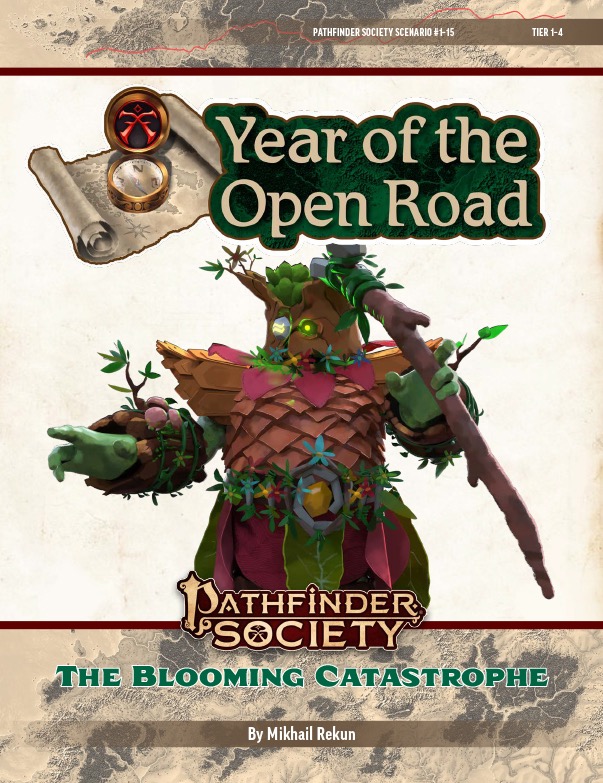 PATHFINDER SOCIETY SCENARIO #1-15 TIER 1-4
Year of the
Open Road
PATHFINDER
SOCIETY
THE BLOOMING CATASTROPHE
By Mikhail Rekun